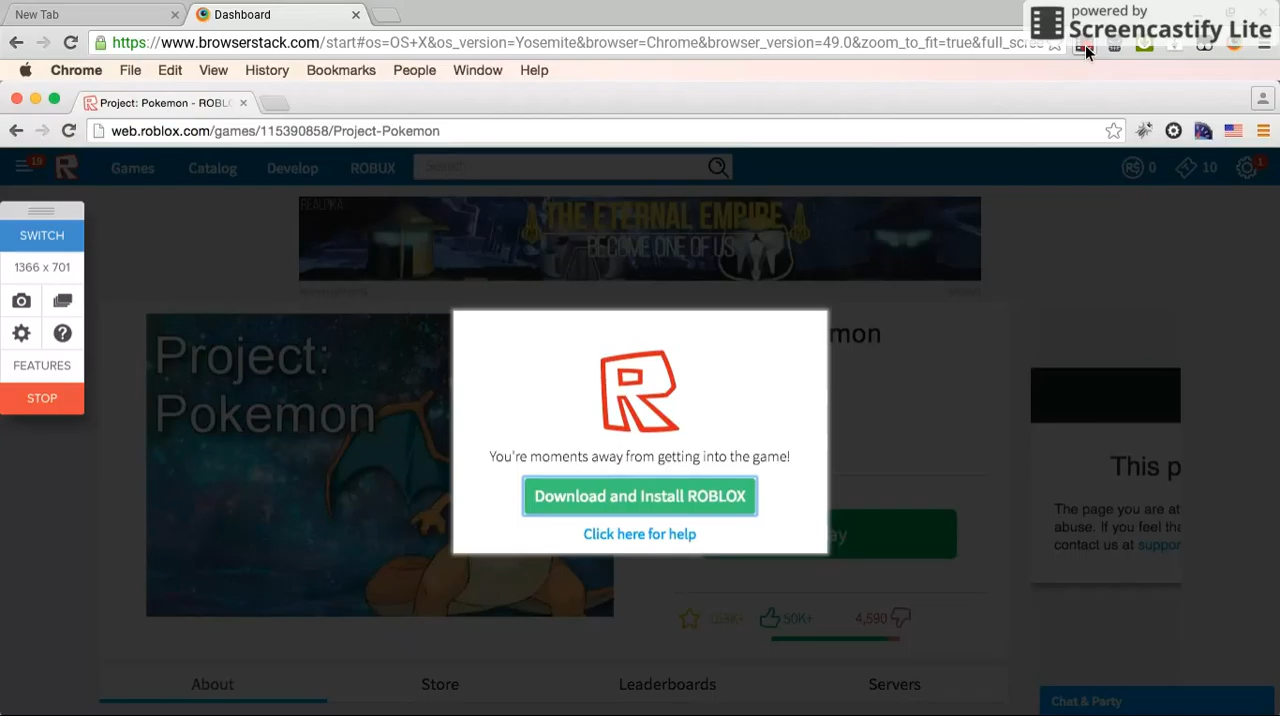 New Tab
Dashboard
powered by
Screencastify Lite
https://www.browserstack.com/start#os=OS+X&os_version=Yosemite&browser=Chrome&browser_version=49.0&zoom_to_fit=true&full_scree
Chrome File Edit View History Bookmarks People Window Help
Project: Pokemon - ROBLO
web.roblox.com/games/115390858/Project-Pokemon
19 Games Catalog Develop ROBUX Search R$ 0 10 1
THE ETERNAL EMPIRE
BECOME ONE OF US
SWITCH
1366 x 701
FEATURES
STOP
Project:
Pokemon
mon
You're moments away from getting into the game!
Download and Install ROBLOX
Click here for help
ay
This p
The page you are at
abuse. If you feel tha
contact us at suppor
50K+ 4,590
About Store Leaderboards Servers
Chat & Party